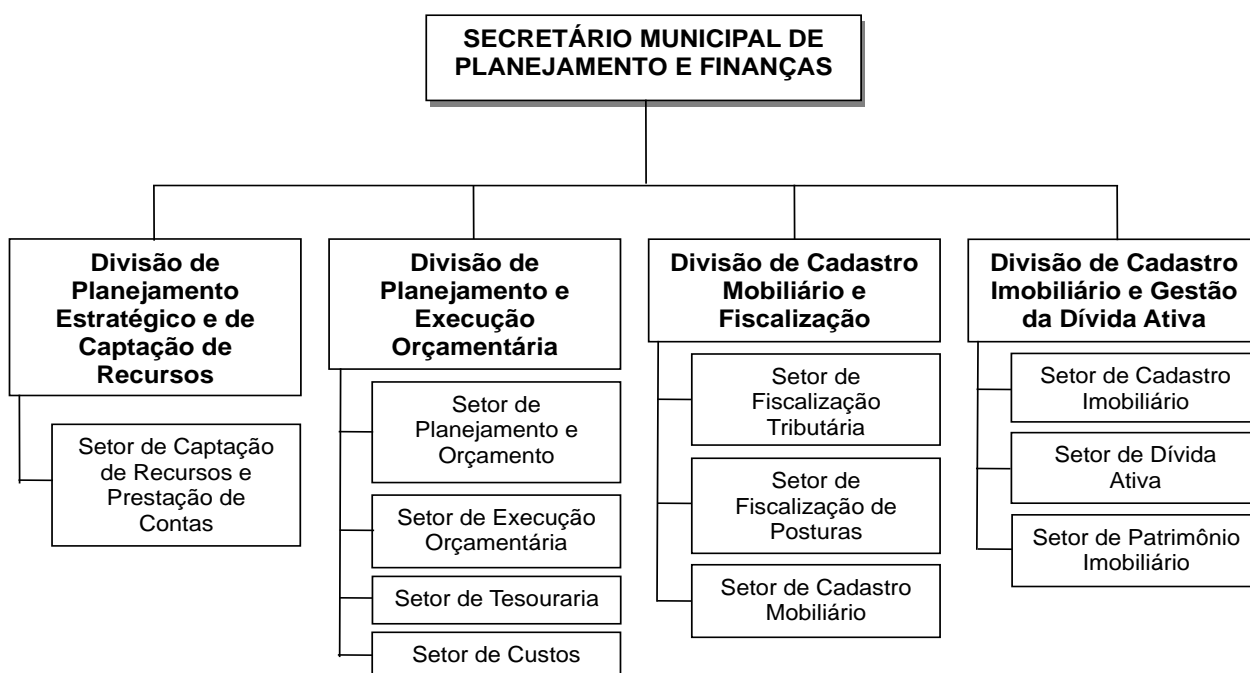 SECRETÁRIO MUNICIPAL DE
PLANEJAMENTO E FINANÇAS
Divisão de
Planejamento
Estratégico e de
Captação de
Recursos
Setor de Captação
de Recursos e
Prestação de
Contas
Divisão de
Planejamento e
Execução
Orçamentária
Setor de
Planejamento e
Orçamento
Setor de Execução
Orçamentária
Setor de Tesouraria
Setor de Custos
Divisão de Cadastro
Mobiliário e
Fiscalização
Setor de
Fiscalização
Tributária
Setor de
Fiscalização de
Posturas
Setor de Cadastro
Mobiliário
Divisão de Cadastro
Imobiliário e Gestão
da Dívida Ativa
Setor de Cadastro
Imobiliário
Setor de Dívida
Ativa
Setor de Patrimônio
Imobiliário